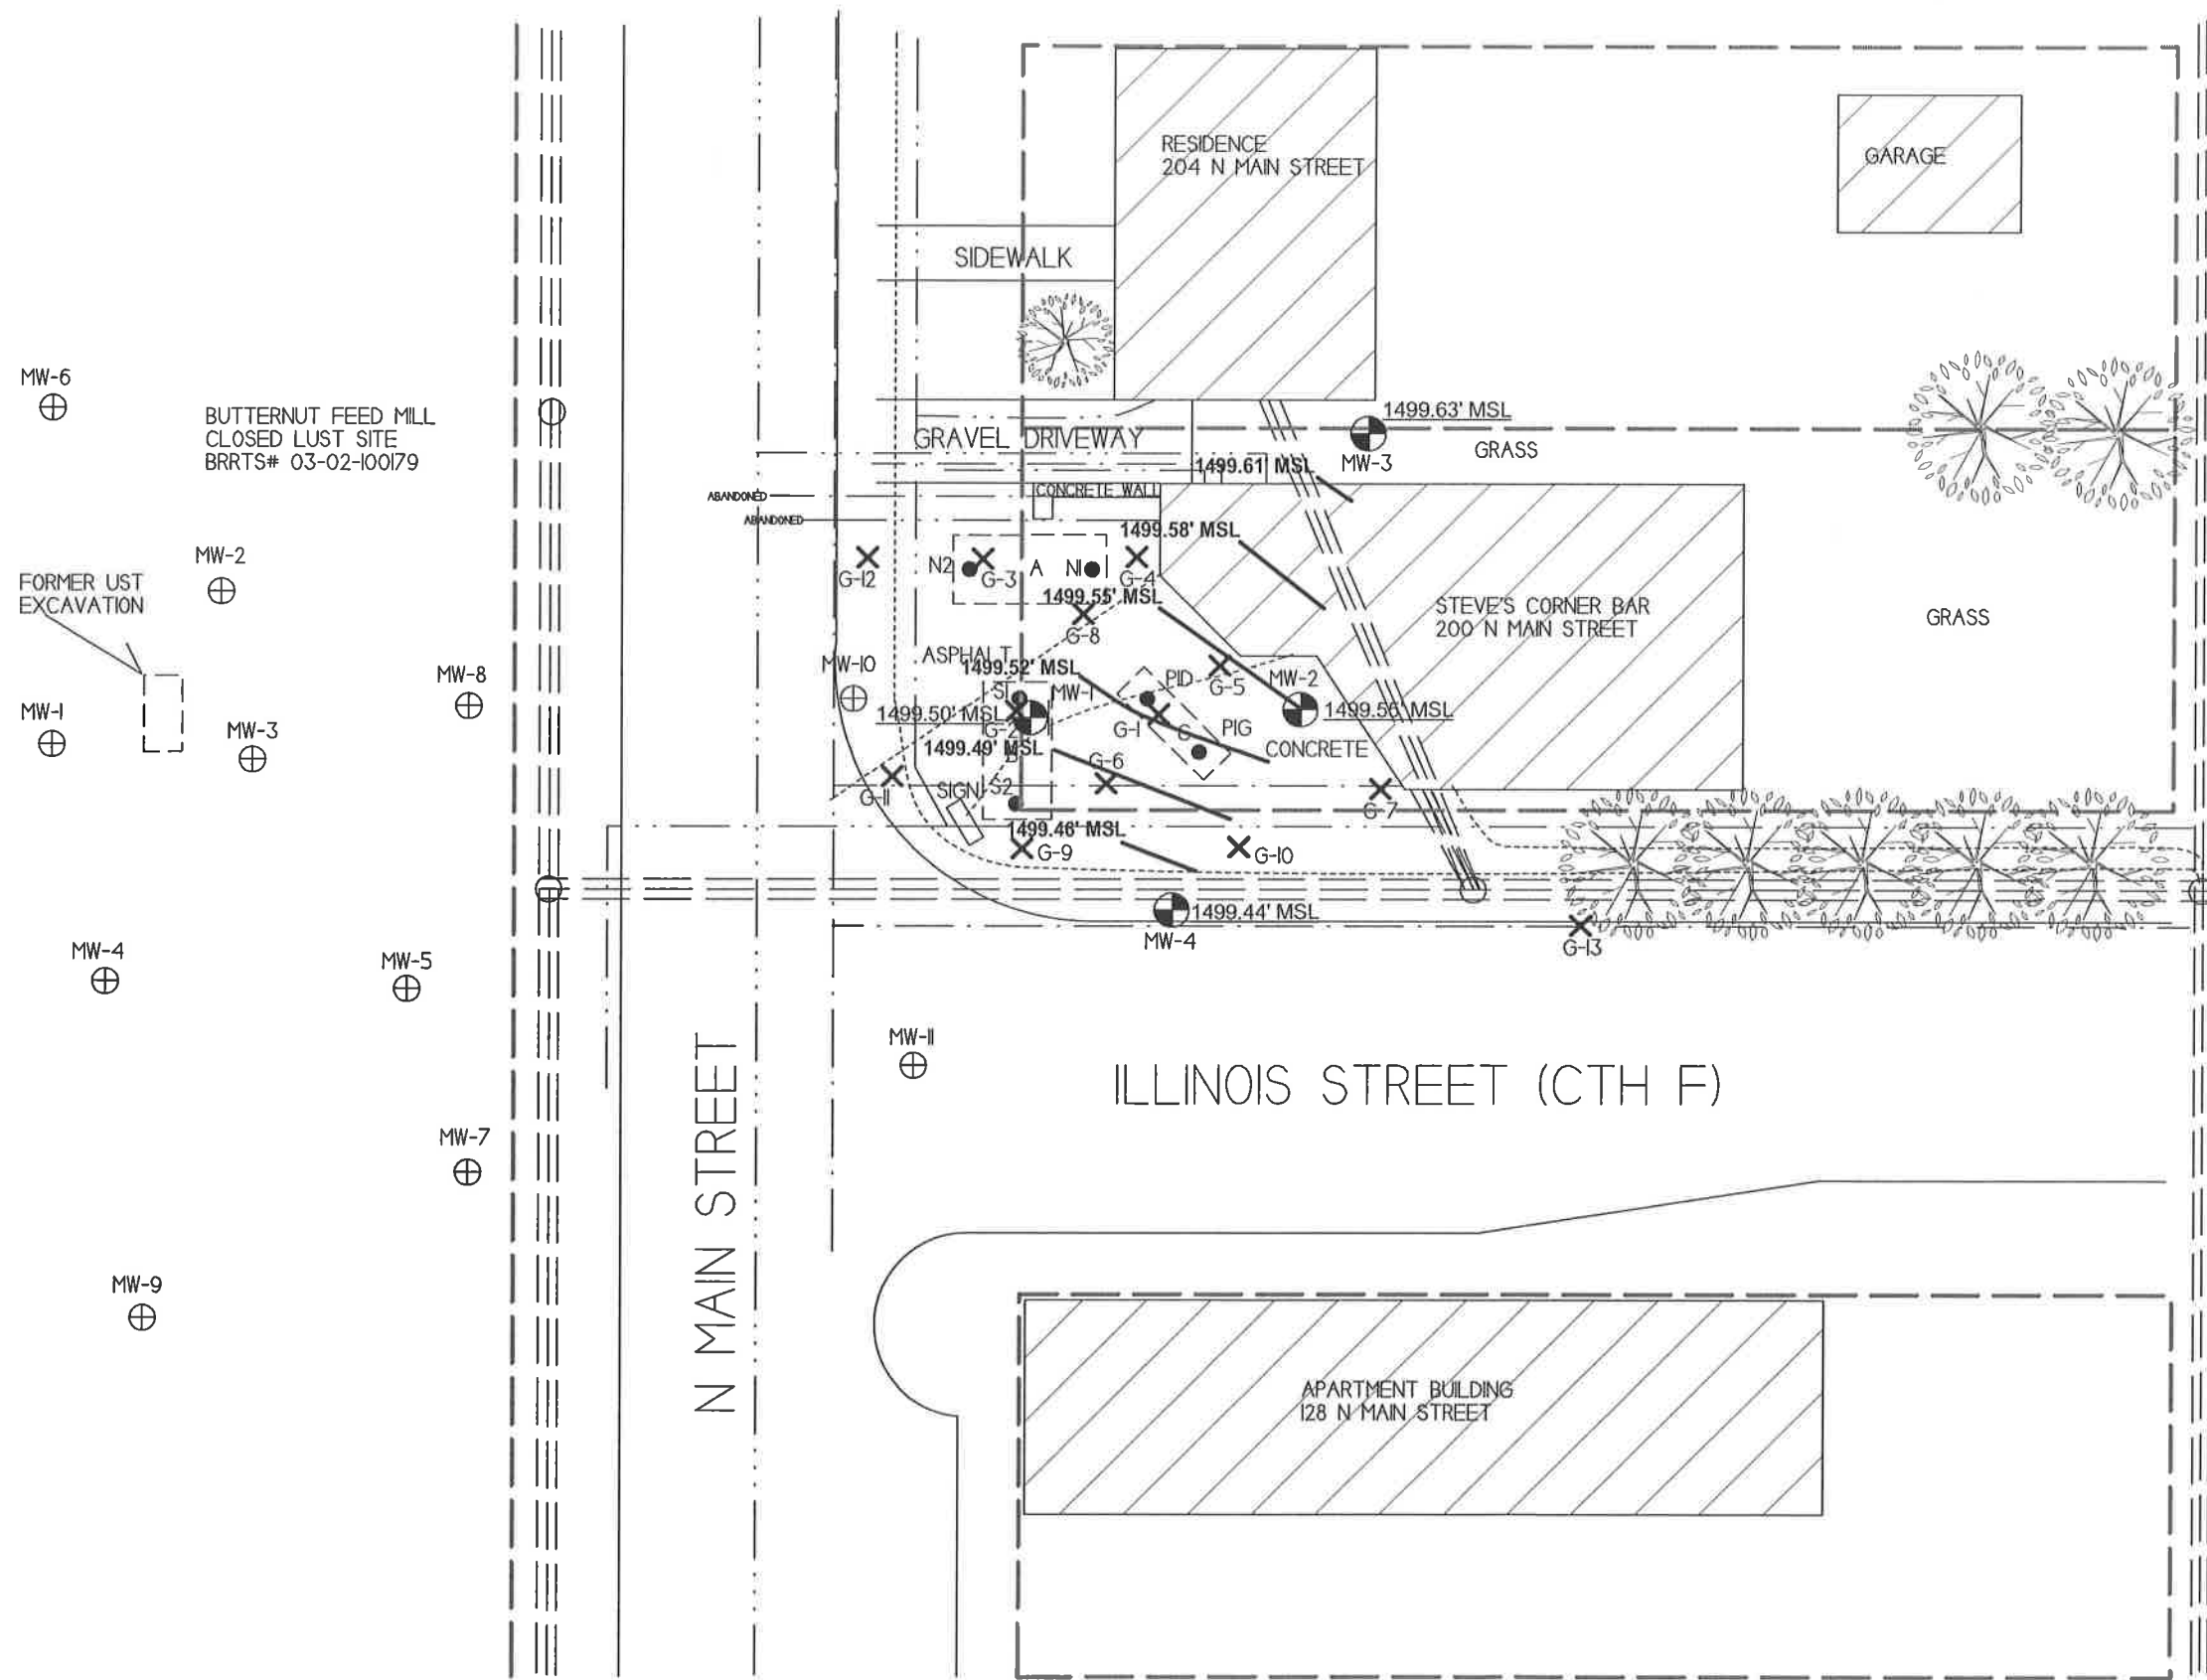 RESIDENCE
204 N MAIN STREET
GARAGE
SIDEWALK
MW-6
BUTTERNUT FEED MILL
CLOSED LUST SITE
BRRTS# 03-02-100179
1499.63' MSL
GRAVEL DRIVEWAY
MW-3
GRASS
1499.61' MSL
CONCRETE WALL
ABANDONED
ABANDONED
1499.58' MSL
MW-2
FORMER UST
EXCAVATION
G-12
N2
G-3
A
N1
G-4
1499.55' MSL
G-8
STEVE'S CORNER BAR
200 N MAIN STREET
GRASS
ASPHALT
MW-10
1499.52' MSL
MW-8
PID
G-5
MW-2
S1
MW-1
MW-1
1499.50' MSL
1499.56' MSL
MW-3
G-2
G-1
C
PIG
1499.49' MSL
CONCRETE
B
G-6
G-11
SIGN
S2
G-7
1499.46' MSL
G-9
G-10
1499.44' MSL
MW-4
G-13
MW-4
MW-5
MW-11
ILLINOIS STREET (CTH F)
N MAIN STREET
MW-7
MW-9
APARTMENT BUILDING
128 N MAIN STREET